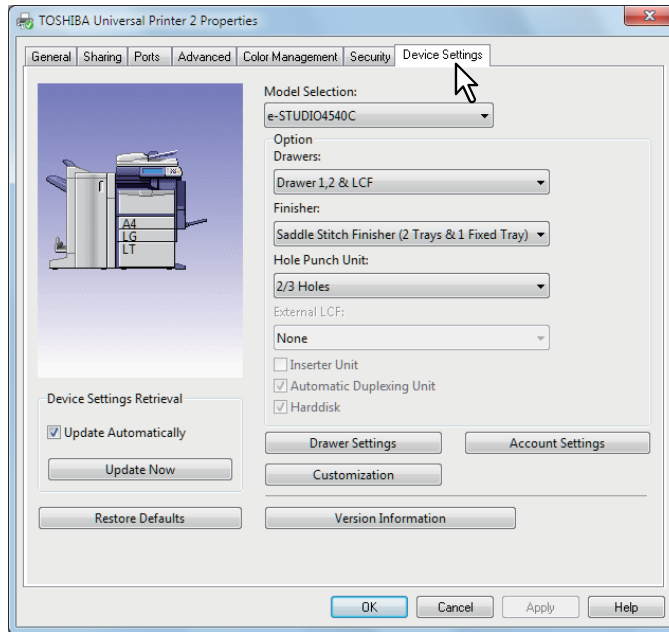 TOSHIBA Universal Printer 2 Properties
General Sharing Ports Advanced Color Management Security Device Settings
Model Selection:
e-STUDIO4540C
Option
Drawers:
Drawer 1,2 & LCF
Finisher:
Saddle Stitch Finisher (2 Trays & 1 Fixed Tray)
Hole Punch Unit:
2/3 Holes
External LCF:
None
Inserter Unit
Automatic Duplexing Unit
Harddisk
A4
LG
LT
Device Settings Retrieval
Update Automatically
Update Now
Drawer Settings Account Settings
Customization
Restore Defaults Version Information
OK Cancel Apply Help